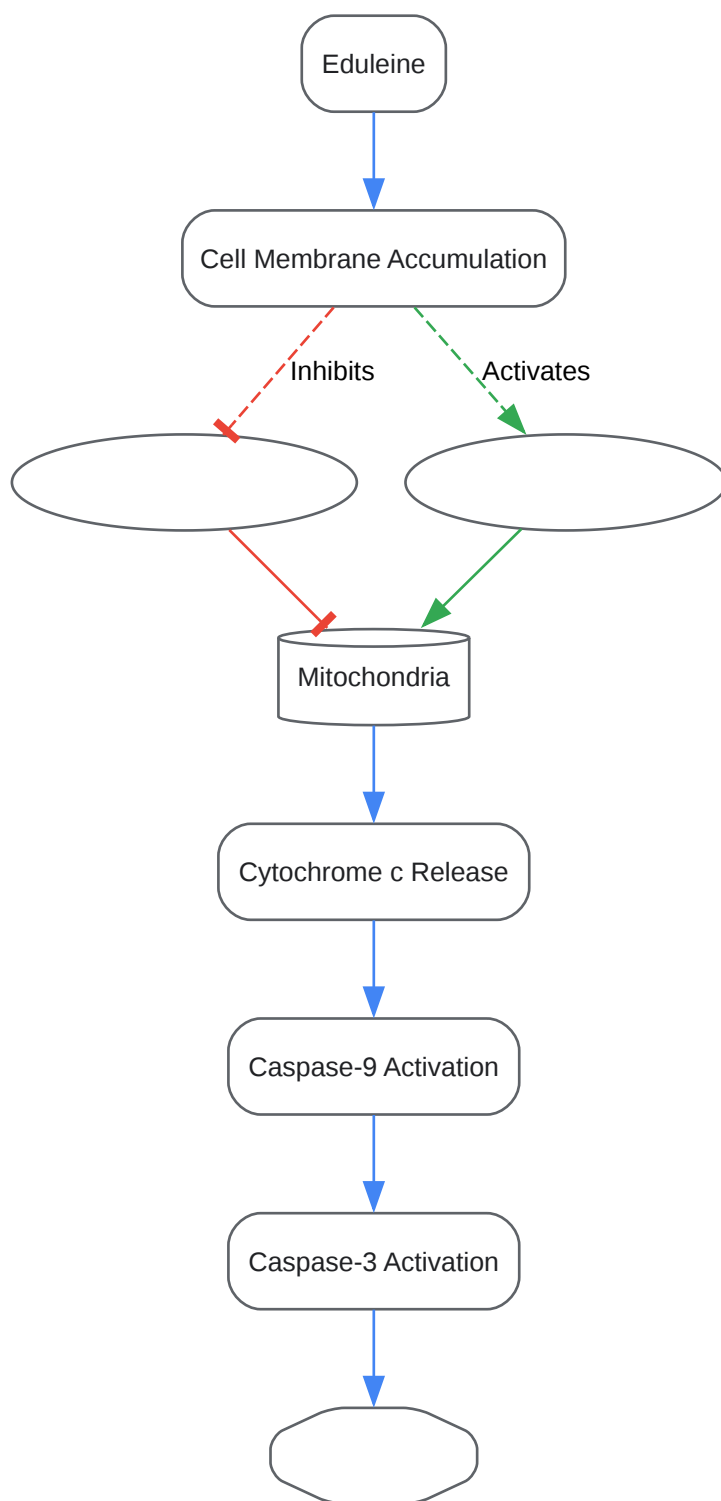 Eduleine
Cell Membrane Accumulation
Inhibits
Activates
Mitochondria
Cytochrome c Release
Caspase-9 Activation
Caspase-3 Activation